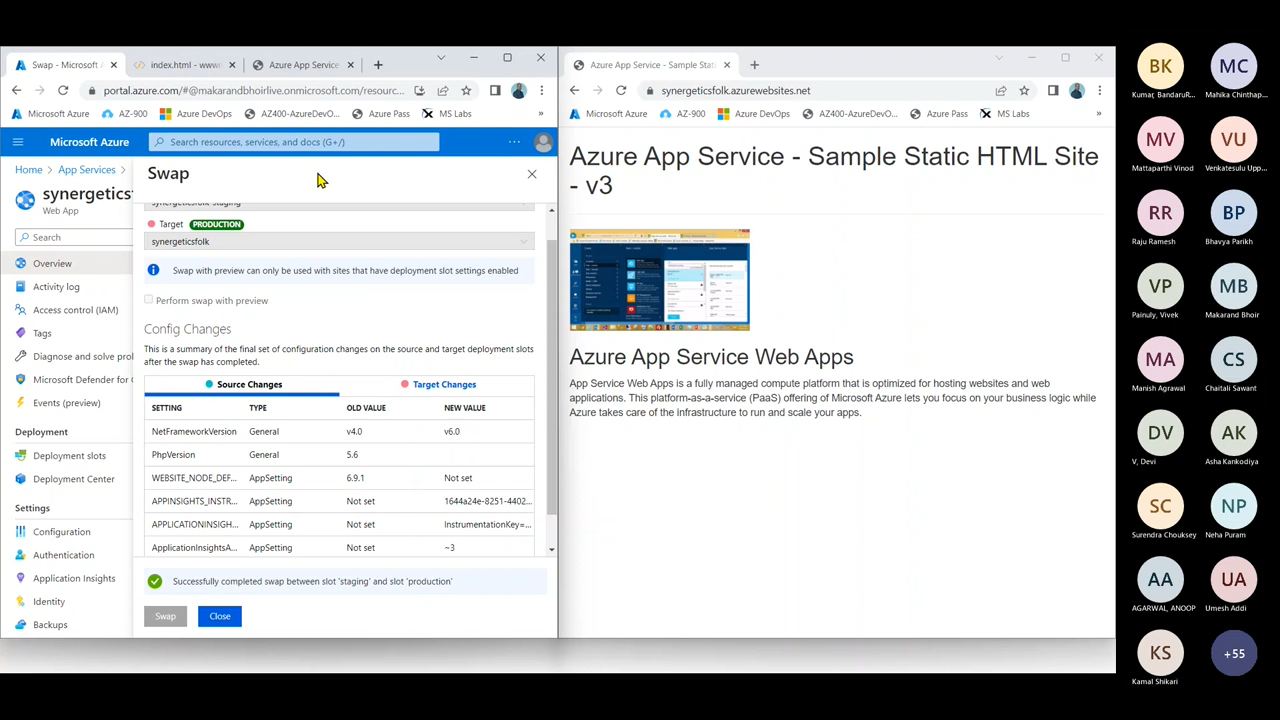 Swap - Microsoft A
index.html - wwwr
Azure App Service
portal.azure.com/#@makarandbhoirlive.onmicrosoft.com/resourc...
Microsoft Azure
AZ-900
Azure DevOps
AZ400-AzureDevO...
Azure Pass
MS Labs
»
Microsoft Azure
Search resources, services, and docs (G+/)
Home > App Services >
synergetics
Web App
Search
Overview
Activity log
Access control (IAM)
Tags
Diagnose and solve prol
Microsoft Defender for C
Events (preview)
Deployment
Deployment slots
Deployment Center
Settings
Configuration
Authentication
Application Insights
Identity
Backups
Swap
synergeticsfolk-staging
Target PRODUCTION
synergeticsfolk
Swap with preview can only be used with sites that have deployment slot settings enabled
Perform swap with preview
Config Changes
This is a summary of the final set of configuration changes on the source and target deployment slots
after the swap has completed.
Source Changes
Target Changes
SETTING TYPE OLD VALUE NEW VALUE
NetFrameworkVersion General v4.0 v6.0
PhpVersion General 5.6
WEBSITE_NODE_DEF... AppSetting 6.9.1 Not set
APPINSIGHTS_INSTR... AppSetting Not set 1644a24e-8251-4402...
APPLICATIONINSIGH... AppSetting Not set InstrumentationKey=...
ApplicationInsightsA... AppSetting Not set ~3
Successfully completed swap between slot 'staging' and slot 'production'
Swap
Close
Azure App Service - Sample Stati
synergeticsfolk.azurewebsites.net
Microsoft Azure
AZ-900
Azure DevOps
AZ400-AzureDevO...
Azure Pass
MS Labs
»
Azure App Service - Sample Static HTML Site
- v3
Azure App Service Web Apps
App Service Web Apps is a fully managed compute platform that is optimized for hosting websites and web
applications. This platform-as-a-service (PaaS) offering of Microsoft Azure lets you focus on your business logic while
Azure takes care of the infrastructure to run and scale your apps.
BK
Kumar, BandaruR...
MC
Mahika Chinthap...
MV
Mattaparthi Vinod
VU
Venkatesulu Upp...
RR
Raju Ramesh
BP
Bhavya Parikh
VP
Painuly, Vivek
MB
Makarand Bhoir
MA
Manish Agrawal
CS
Chaitali Sawant
DV
V, Devi
AK
Asha Kankodiya
SC
Surendra Chouksey
NP
Neha Puram
AA
AGARWAL, ANOOP
UA
Umesh Addi
KS
Kamal Shikari
+55